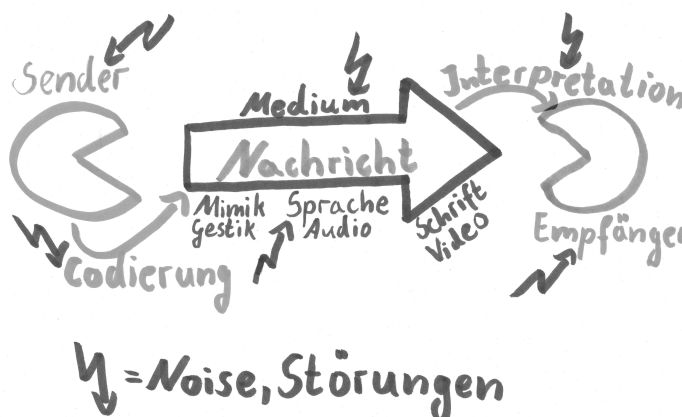 Sender
Medium
Interpretation
Nachricht
Mimik
Gestik
Sprache
Audio
Schrift
Video
Empfänger
Codierung
= Noise, Störungen